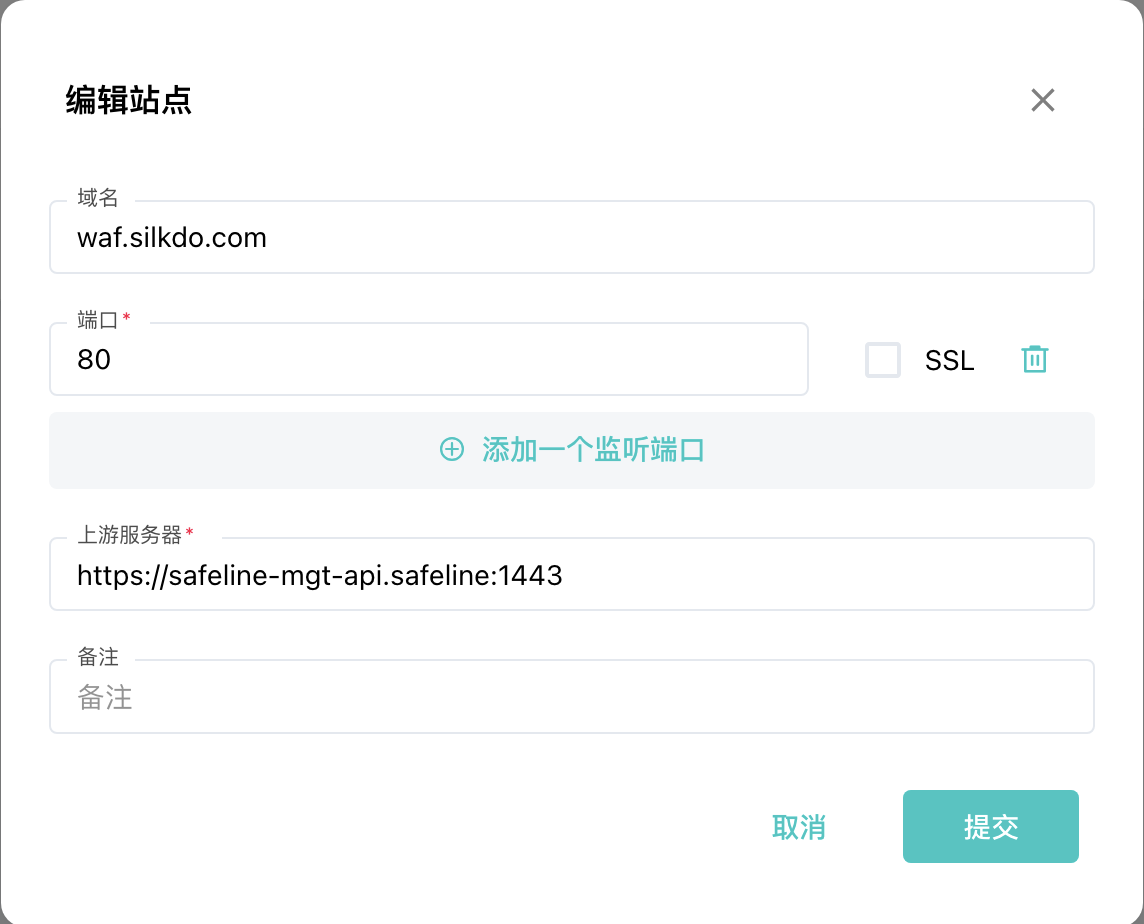 编辑站点
域名
waf.silkdo.com
端口*
80
SSL
添加一个监听端口
上游服务器*
https://safeline-mgt-api.safeline:1443
备注
备注
取消
提交